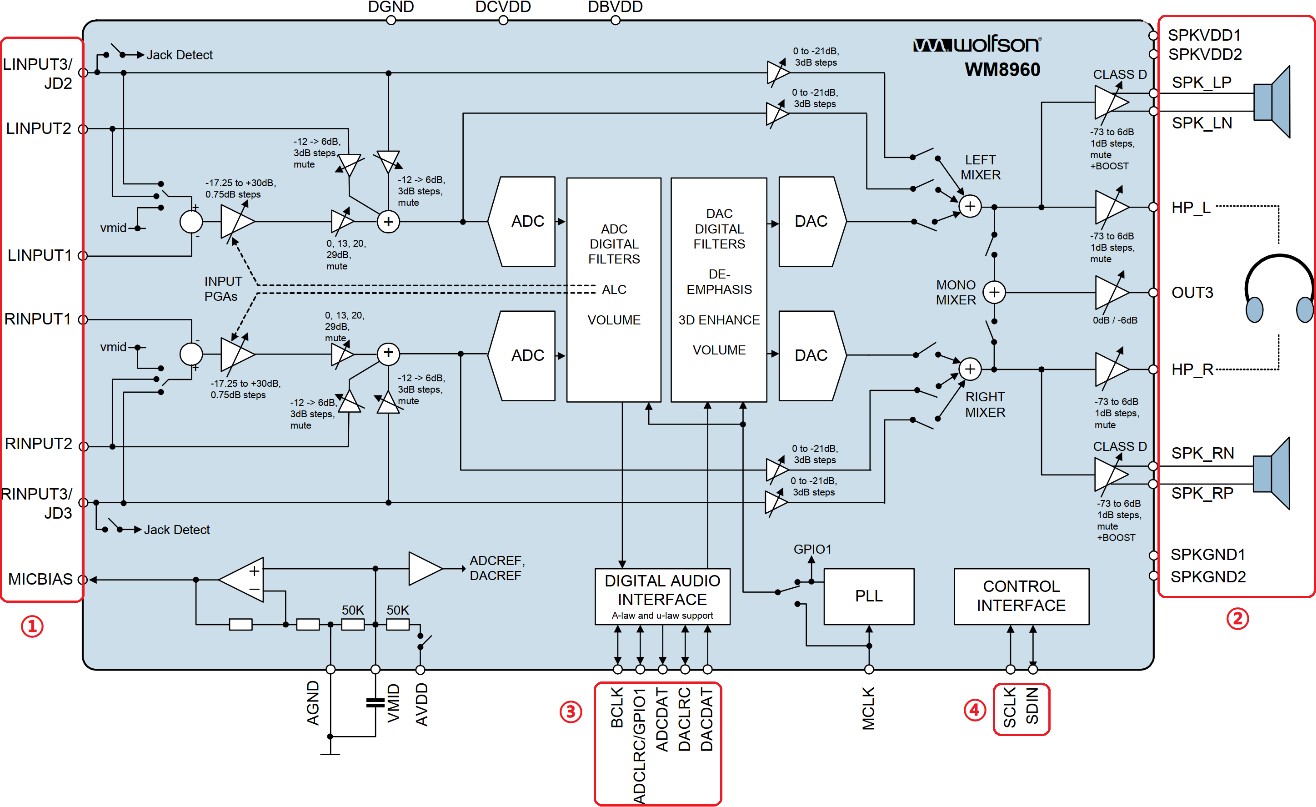 DGND
DCVDD
DBVDD
LINPUT3/
JD2
Jack Detect
LINPUT2
-12 -> 6dB,
3dB steps,
mute
-12 -> 6dB,
3dB steps,
mute
-17.25 to +30dB,
0.75dB steps
vmid
+
-
+
0, 13, 20,
29dB,
mute
LINPUT1
INPUT
PGAs
RINPUT1
0, 13, 20,
29dB,
mute
vmid
-
+
+
-17.25 to +30dB,
0.75dB steps
-12 -> 6dB,
3dB steps,
mute
-12 -> 6dB,
3dB steps,
mute
RINPUT2
RINPUT3/
JD3
Jack Detect
MICBIAS
①
+
-
ADCREF,
DACREF
50K
50K
AGND
VMID
AVDD
ADC
ADC
ADC
DIGITAL
FILTERS
ALC
VOLUME
DAC
DIGITAL
FILTERS
DE-
EMPHASIS
3D ENHANCE
VOLUME
DAC
DAC
0 to -21dB,
3dB steps
0 to -21dB,
3dB steps
0 to -21dB,
3dB steps
0 to -21dB,
3dB steps
wolfson®
WM8960
LEFT
MIXER
+
MONO
MIXER
+
+
RIGHT
MIXER
CLASS D
-73 to 6dB
1dB steps,
mute
+BOOST
-73 to 6dB
1dB steps,
mute
0dB / -6dB
-73 to 6dB
1dB steps,
mute
CLASS D
-73 to 6dB
1dB steps,
mute
+BOOST
SPKVDD1
SPKVDD2
SPK_LP
SPK_LN
HP_L
OUT3
HP_R
SPK_RN
SPK_RP
SPKGND1
SPKGND2
②
DIGITAL AUDIO
INTERFACE
A-law and u-law support
GPIO1
PLL
CONTROL
INTERFACE
③
BCLK
ADCLRC/GPIO1
ADCDAT
DACLRC
DACDAT
MCLK
④
SCLK
SDIN